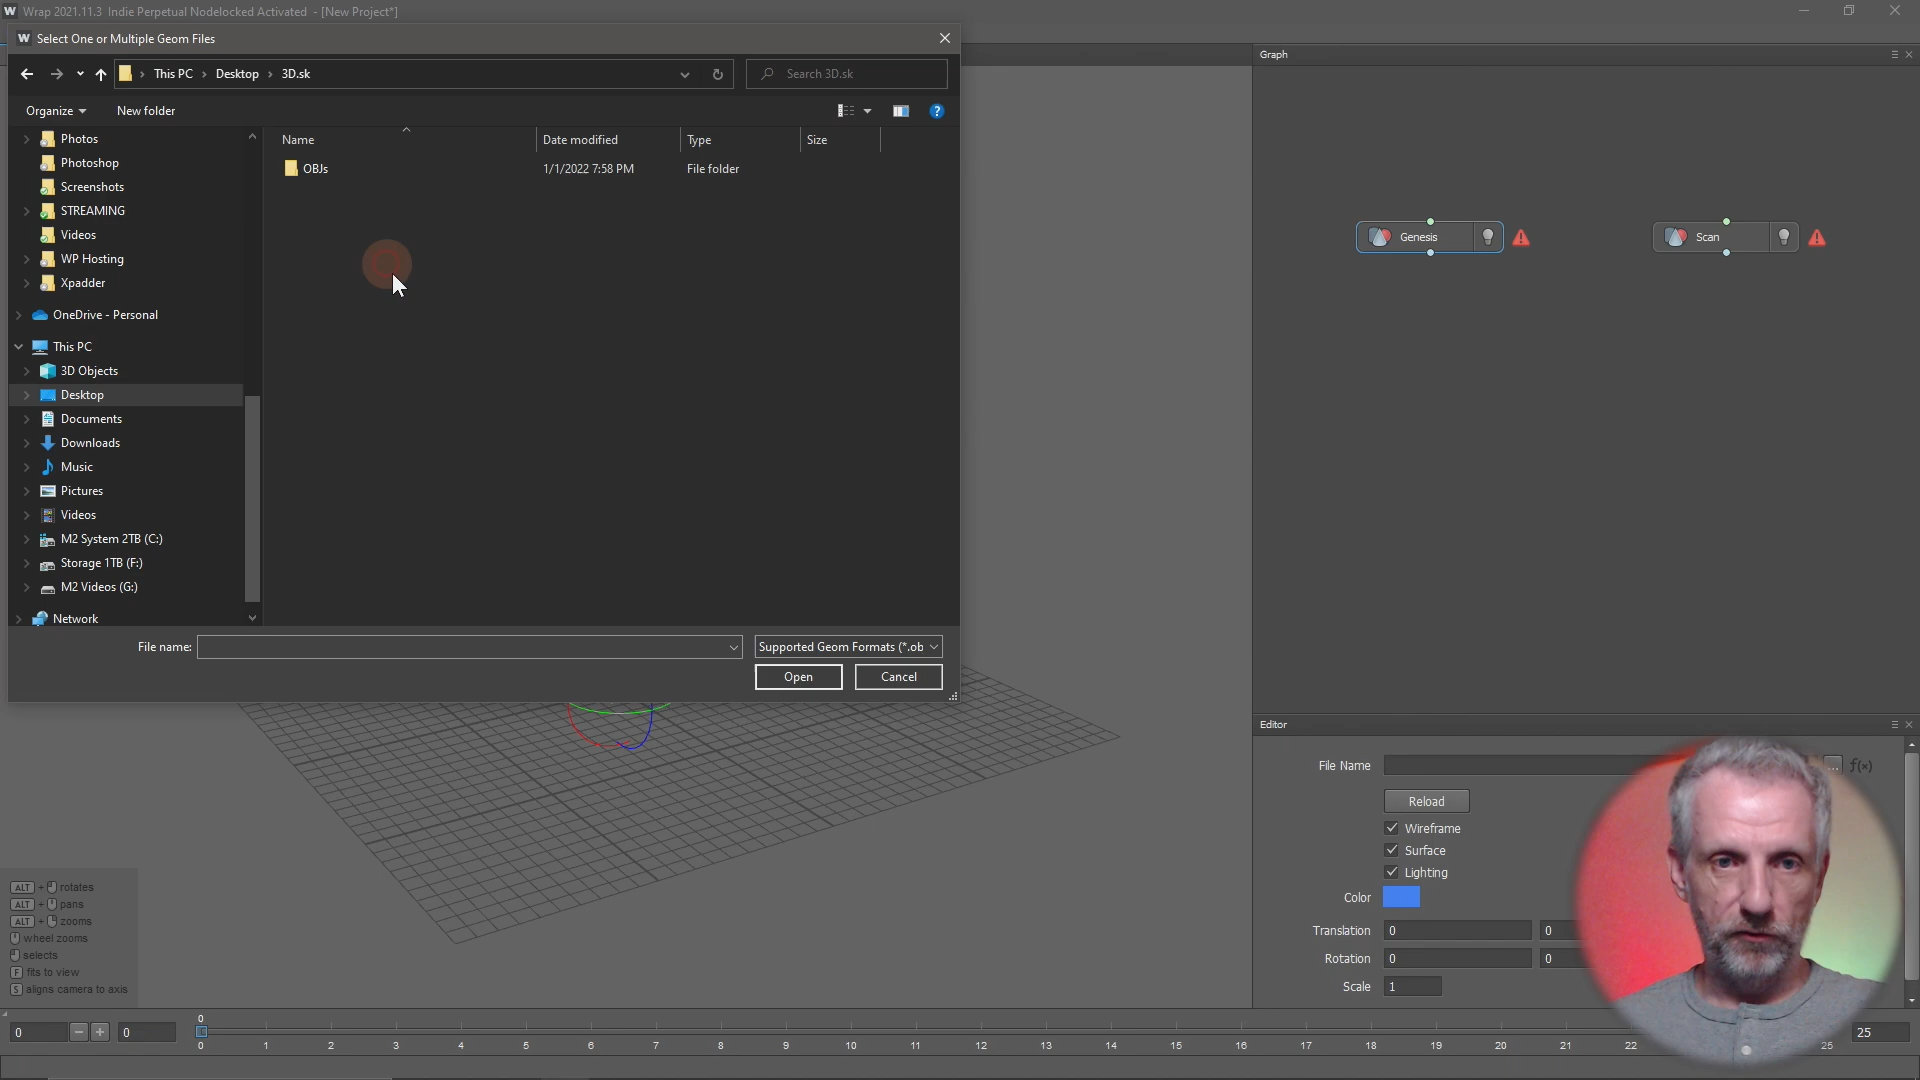 W Wrap 2021.11.3 Indie Perpetual Nodelocked Activated - [New Project*]
W Select One or Multiple Geom Files
This PC > Desktop > 3D.sk
Search 3D.sk
Organize
New folder
Photos
Photoshop
Screenshots
STREAMING
Videos
WP Hosting
Xpadder
OneDrive - Personal
This PC
3D Objects
Desktop
Documents
Downloads
Music
Pictures
Videos
M2 System 2TB (C:)
Storage 1TB (F:)
M2 Videos (G:)
Network
Name Date modified Type Size
OBJs 1/1/2022 7:58 PM File folder
File name:
Supported Geom Formats (*.ob
Open
Cancel
Graph
Genesis
Scan
Editor
File Name
... f(x)
Reload
Wireframe
Surface
Lighting
Color
Translation 0 0
Rotation 0 0
Scale 1
ALT + rotates
ALT + pans
ALT + zooms
wheel zooms
selects
F fits to view
S aligns camera to axis
0
0 − + 0 25
0 1 2 3 4 5 6 7 8 9 10 11 12 13 14 15 16 17 18 19 20 21 22 25